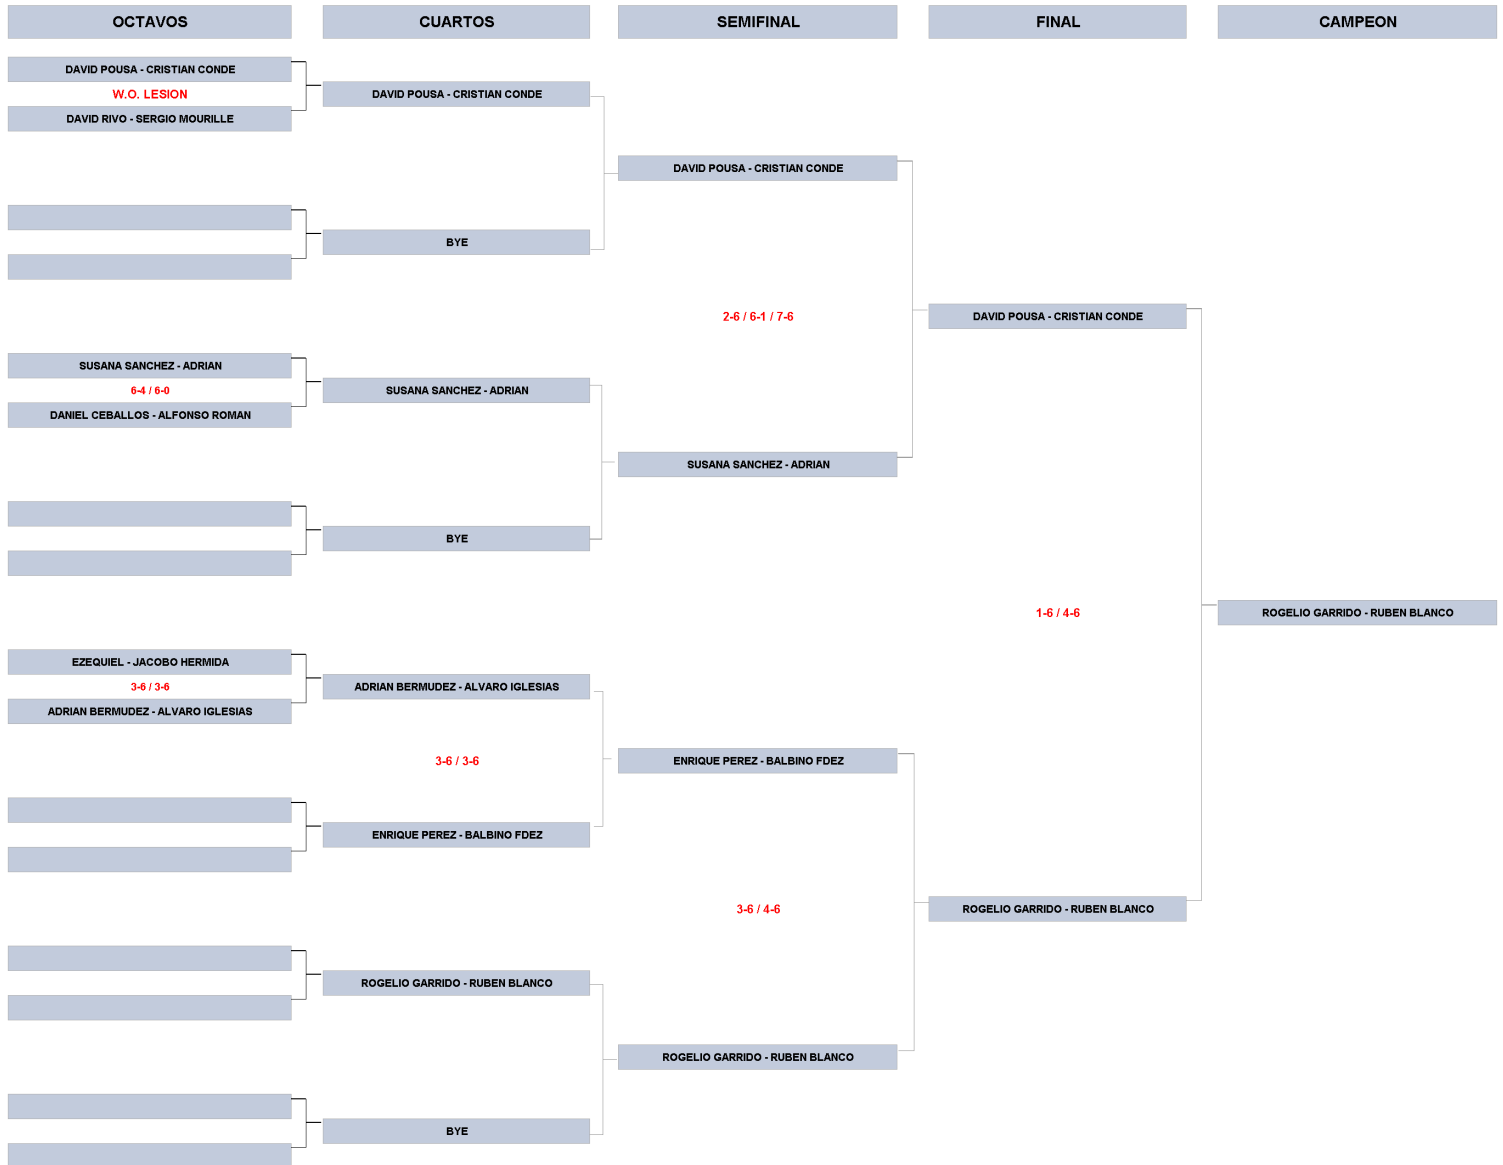 OCTAVOS
CUARTOS
SEMIFINAL
FINAL
CAMPEON
DAVID POUSA - CRISTIAN CONDE
W.O. LESION
DAVID RIVO - SERGIO MOURILLE
DAVID POUSA - CRISTIAN CONDE
DAVID POUSA - CRISTIAN CONDE
BYE
2-6 / 6-1 / 7-6
DAVID POUSA - CRISTIAN CONDE
SUSANA SANCHEZ - ADRIAN
6-4 / 6-0
DANIEL CEBALLOS - ALFONSO ROMAN
SUSANA SANCHEZ - ADRIAN
SUSANA SANCHEZ - ADRIAN
BYE
1-6 / 4-6
ROGELIO GARRIDO - RUBEN BLANCO
EZEQUIEL - JACOBO HERMIDA
3-6 / 3-6
ADRIAN BERMUDEZ - ALVARO IGLESIAS
ADRIAN BERMUDEZ - ALVARO IGLESIAS
3-6 / 3-6
ENRIQUE PEREZ - BALBINO FDEZ
ENRIQUE PEREZ - BALBINO FDEZ
3-6 / 4-6
ROGELIO GARRIDO - RUBEN BLANCO
ROGELIO GARRIDO - RUBEN BLANCO
ROGELIO GARRIDO - RUBEN BLANCO
BYE